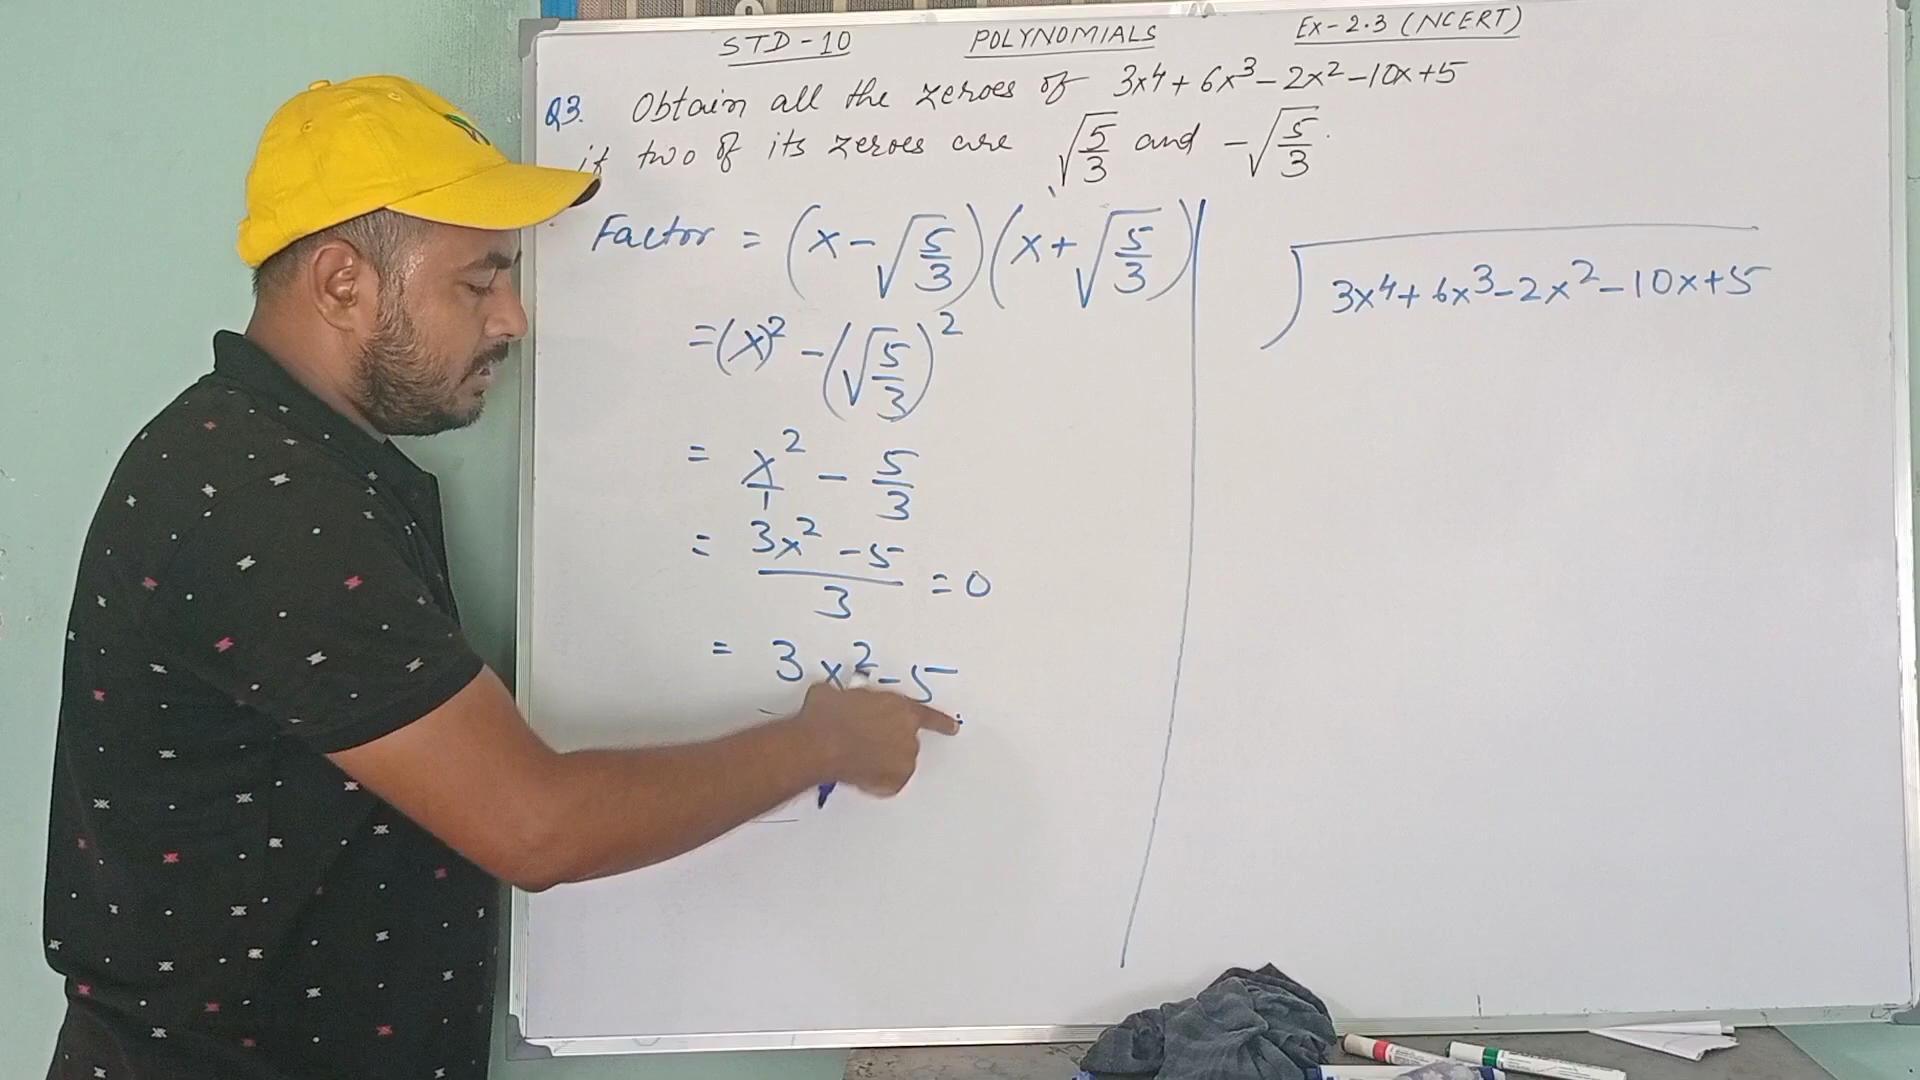 STD-10 POLYNOMIALS Ex-2.3 (NCERT)
Q3. Obtain all the zeroes of 3x⁴ + 6x³ - 2x² - 10x + 5
if two of its zeroes are √(5/3) and -√(5/3).
Factor = (x - √(5/3)) (x + √(5/3))
= (x)² - (√(5/3))²
= x²/1 - 5/3
= (3x² - 5)/3 = 0
= 3x² - 5
) 3x⁴ + 6x³ - 2x² - 10x + 5